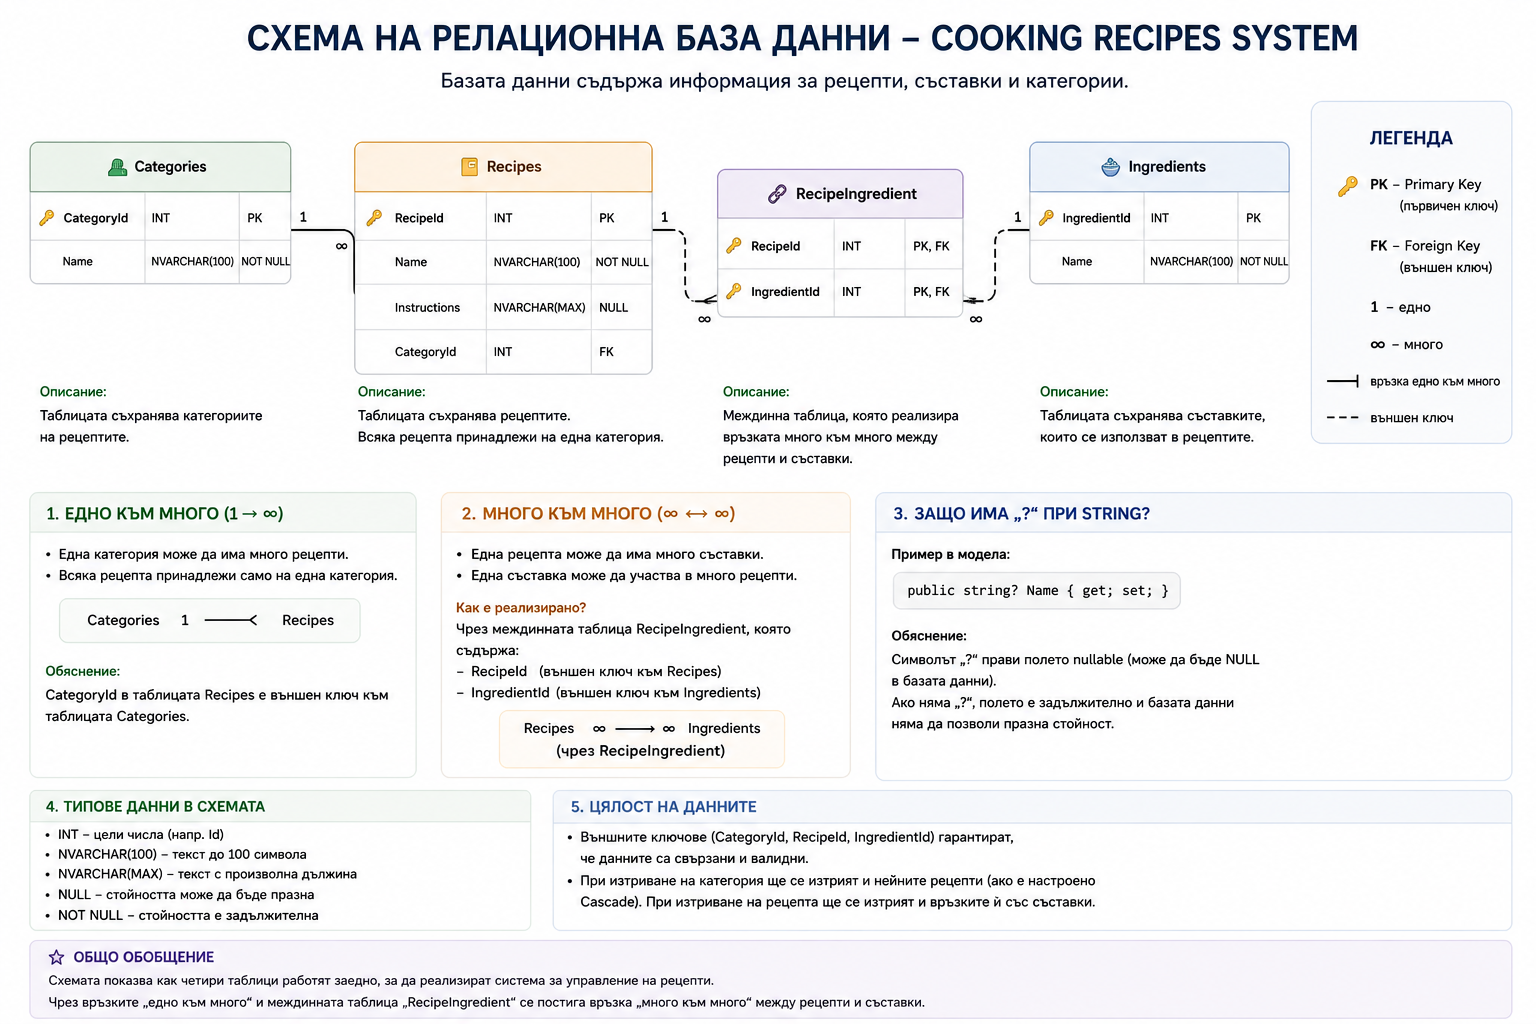 СХЕМА НА РЕЛАЦИОННА БАЗА ДАННИ – COOKING RECIPES SYSTEM
Базата данни съдържа информация за рецепти, съставки и категории.
Categories
CategoryId INT PK
Name NVARCHAR(100) NOT NULL
1
∞
Recipes
RecipeId INT PK
Name NVARCHAR(100) NOT NULL
Instructions NVARCHAR(MAX) NULL
CategoryId INT FK
1
∞
RecipeIngredient
RecipeId INT PK, FK
IngredientId INT PK, FK
∞
1
Ingredients
IngredientId INT PK
Name NVARCHAR(100) NOT NULL
ЛЕГЕНДА
PK – Primary Key
(първичен ключ)
FK – Foreign Key
(външен ключ)
1 – едно
∞ – много
връзка едно към много
външен ключ
Описание:
Таблицата съхранява категориите
на рецептите.
Описание:
Таблицата съхранява рецептите.
Всяка рецепта принадлежи на една категория.
Описание:
Междинна таблица, която реализира
връзката много към много между
рецепти и съставки.
Описание:
Таблицата съхранява съставките,
които се използват в рецептите.
1. ЕДНО КЪМ МНОГО (1 → ∞)
• Една категория може да има много рецепти.
• Всяка рецепта принадлежи само на една категория.
Categories 1 Recipes
Обяснение:
CategoryId в таблицата Recipes е външен ключ към
таблицата Categories.
2. МНОГО КЪМ МНОГО (∞ ↔ ∞)
• Една рецепта може да има много съставки.
• Една съставка може да участва в много рецепти.
Как е реализирано?
Чрез междинната таблица RecipeIngredient, която
съдържа:
– RecipeId (външен ключ към Recipes)
– IngredientId (външен ключ към Ingredients)
Recipes ∞ → ∞ Ingredients
(чрез RecipeIngredient)
3. ЗАЩО ИМА „?“ ПРИ STRING?
Пример в модела:
public string? Name { get; set; }
Обяснение:
Символът „?“ прави полето nullable (може да бъде NULL
в базата данни).
Ако няма „?“, полето е задължително и базата данни
няма да позволи празна стойност.
4. ТИПОВЕ ДАННИ В СХЕМАТА
• INT – цели числа (напр. Id)
• NVARCHAR(100) – текст до 100 символа
• NVARCHAR(MAX) – текст с произволна дължина
• NULL – стойността може да бъде празна
• NOT NULL – стойността е задължителна
5. ЦЯЛОСТ НА ДАННИТЕ
• Външните ключове (CategoryId, RecipeId, IngredientId) гарантират,
че данните са свързани и валидни.
• При изтриване на категория ще се изтрият и нейните рецепти (ако е настроено
Cascade). При изтриване на рецепта ще се изтрият и връзките ѝ със съставки.
ОБЩО ОБОБЩЕНИЕ
Схемата показва как четири таблици работят заедно, за да реализират система за управление на рецепти.
Чрез връзките „едно към много“ и междинната таблица „RecipeIngredient“ се постига връзка „много към много“ между рецепти и съставки.